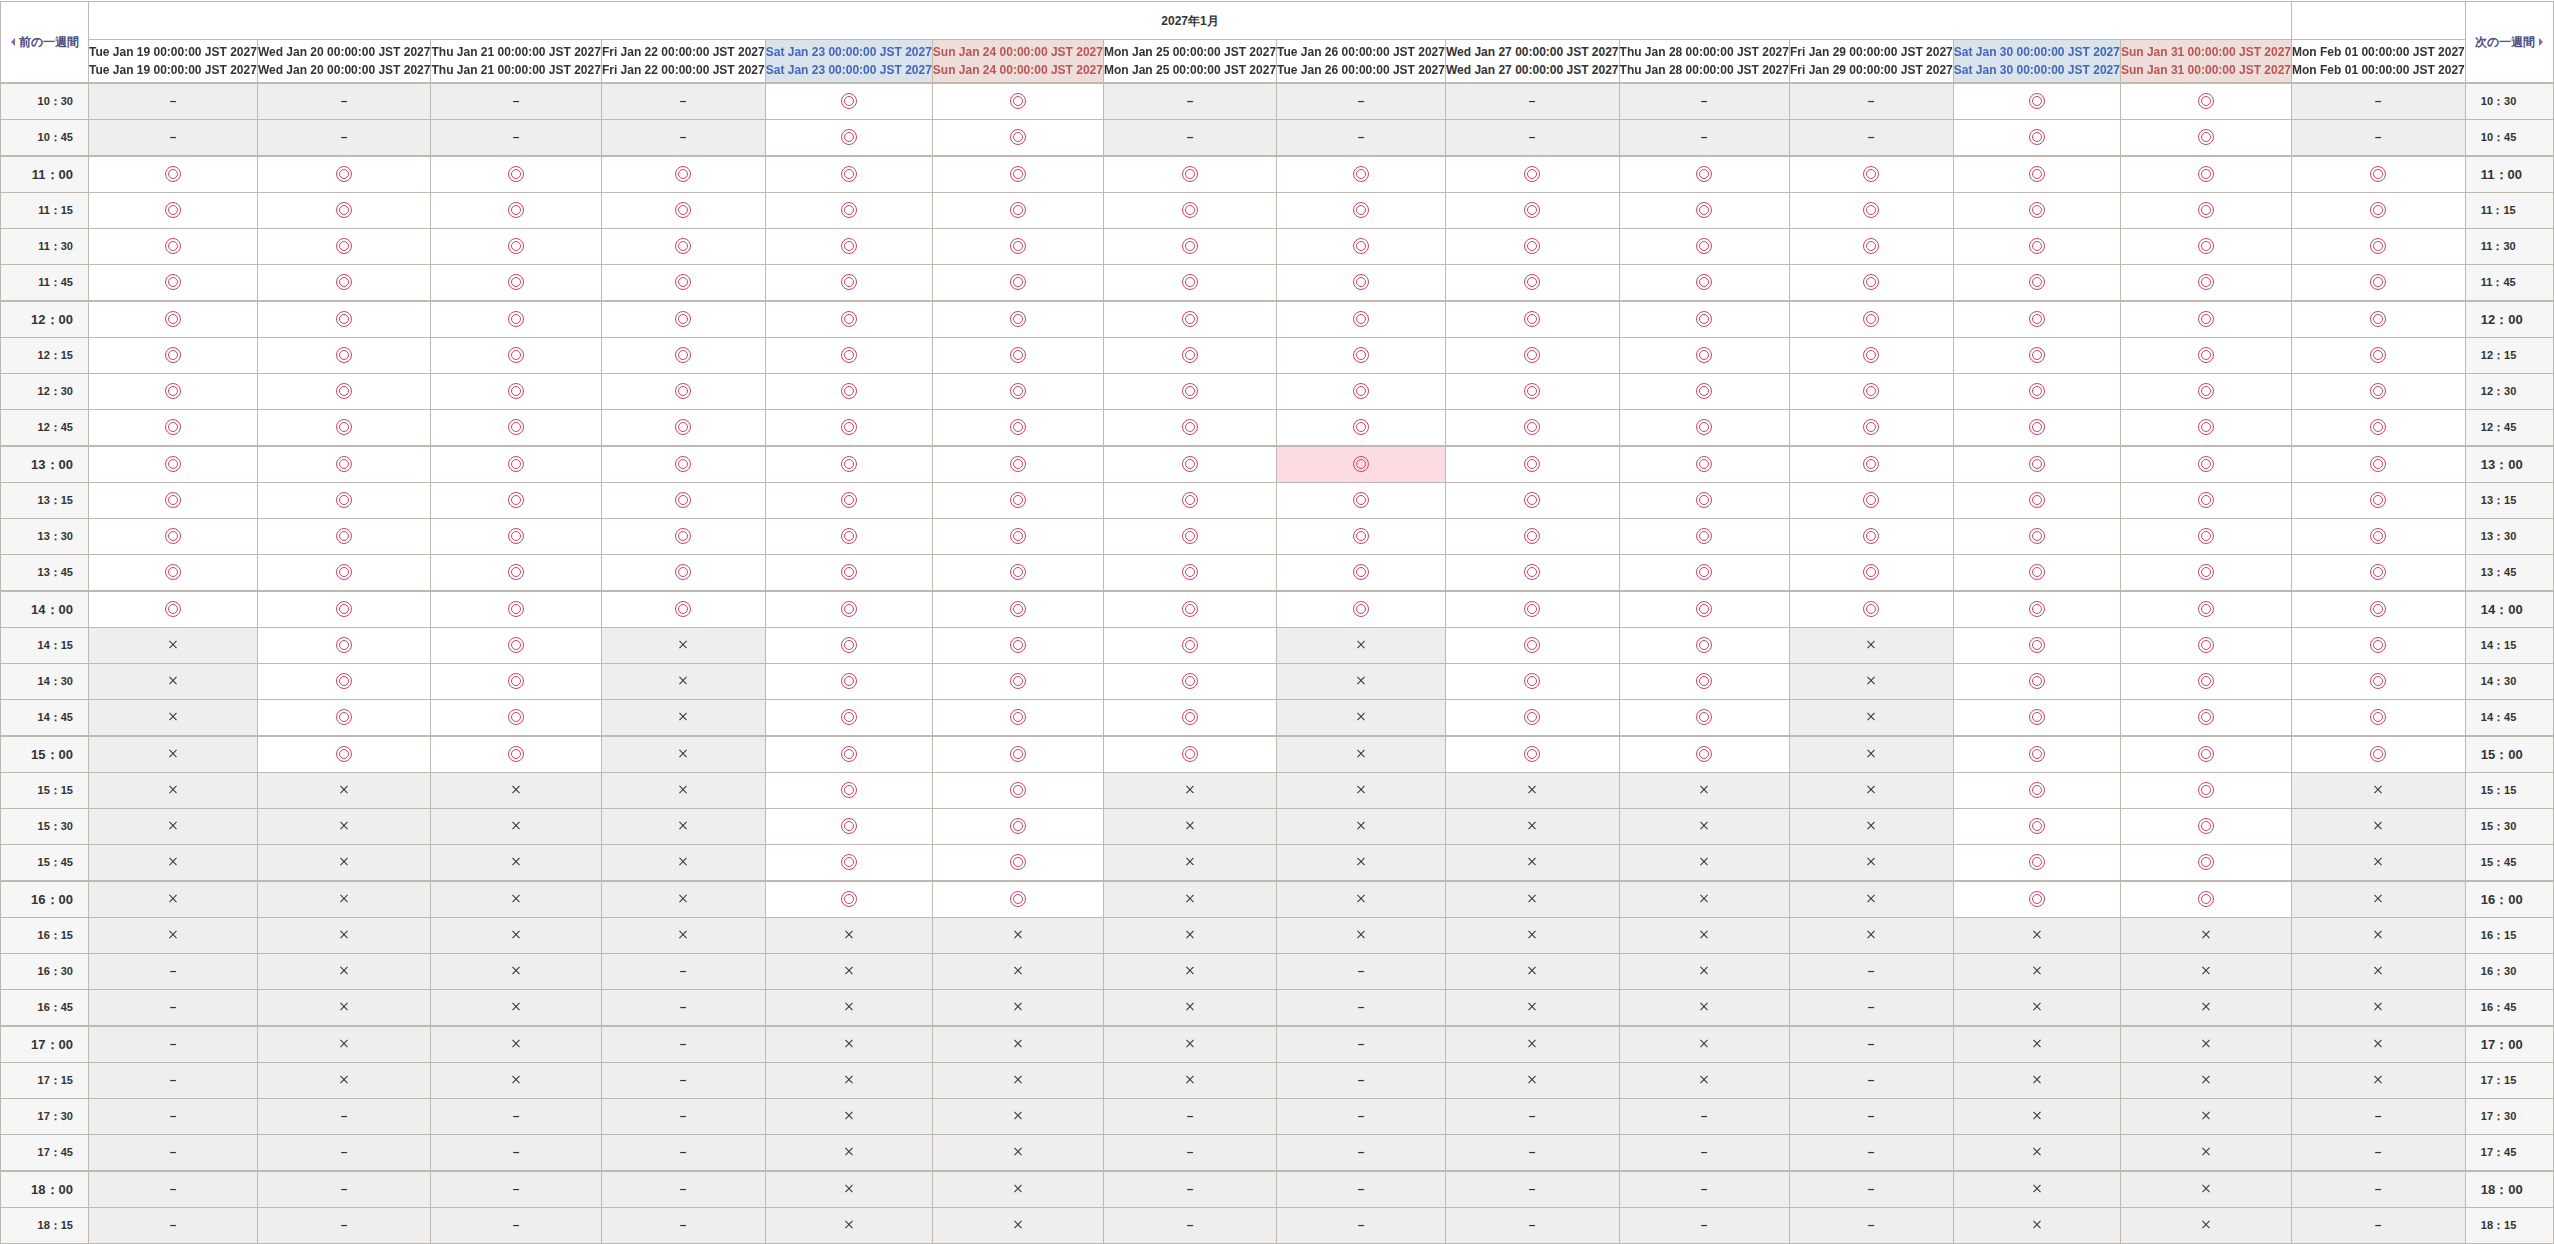 2027年1月
前の一週間 次の一週間
Tue Jan 19 00:00:00 JST 2027 Wed Jan 20 00:00:00 JST 2027 Thu Jan 21 00:00:00 JST 2027 Fri Jan 22 00:00:00 JST 2027 Sat Jan 23 00:00:00 JST 2027 Sun Jan 24 00:00:00 JST 2027 Mon Jan 25 00:00:00 JST 2027 Tue Jan 26 00:00:00 JST 2027 Wed Jan 27 00:00:00 JST 2027 Thu Jan 28 00:00:00 JST 2027 Fri Jan 29 00:00:00 JST 2027 Sat Jan 30 00:00:00 JST 2027 Sun Jan 31 00:00:00 JST 2027 Mon Feb 01 00:00:00 JST 2027
Tue Jan 19 00:00:00 JST 2027 Wed Jan 20 00:00:00 JST 2027 Thu Jan 21 00:00:00 JST 2027 Fri Jan 22 00:00:00 JST 2027 Sat Jan 23 00:00:00 JST 2027 Sun Jan 24 00:00:00 JST 2027 Mon Jan 25 00:00:00 JST 2027 Tue Jan 26 00:00:00 JST 2027 Wed Jan 27 00:00:00 JST 2027 Thu Jan 28 00:00:00 JST 2027 Fri Jan 29 00:00:00 JST 2027 Sat Jan 30 00:00:00 JST 2027 Sun Jan 31 00:00:00 JST 2027 Mon Feb 01 00:00:00 JST 2027
10：30 － － － － ◎ ◎ － － － － － ◎ ◎ － 10：30
10：45 － － － － ◎ ◎ － － － － － ◎ ◎ － 10：45
11：00 ◎ ◎ ◎ ◎ ◎ ◎ ◎ ◎ ◎ ◎ ◎ ◎ ◎ ◎ 11：00
11：15 ◎ ◎ ◎ ◎ ◎ ◎ ◎ ◎ ◎ ◎ ◎ ◎ ◎ ◎ 11：15
11：30 ◎ ◎ ◎ ◎ ◎ ◎ ◎ ◎ ◎ ◎ ◎ ◎ ◎ ◎ 11：30
11：45 ◎ ◎ ◎ ◎ ◎ ◎ ◎ ◎ ◎ ◎ ◎ ◎ ◎ ◎ 11：45
12：00 ◎ ◎ ◎ ◎ ◎ ◎ ◎ ◎ ◎ ◎ ◎ ◎ ◎ ◎ 12：00
12：15 ◎ ◎ ◎ ◎ ◎ ◎ ◎ ◎ ◎ ◎ ◎ ◎ ◎ ◎ 12：15
12：30 ◎ ◎ ◎ ◎ ◎ ◎ ◎ ◎ ◎ ◎ ◎ ◎ ◎ ◎ 12：30
12：45 ◎ ◎ ◎ ◎ ◎ ◎ ◎ ◎ ◎ ◎ ◎ ◎ ◎ ◎ 12：45
13：00 ◎ ◎ ◎ ◎ ◎ ◎ ◎ ◎ ◎ ◎ ◎ ◎ ◎ ◎ 13：00
13：15 ◎ ◎ ◎ ◎ ◎ ◎ ◎ ◎ ◎ ◎ ◎ ◎ ◎ ◎ 13：15
13：30 ◎ ◎ ◎ ◎ ◎ ◎ ◎ ◎ ◎ ◎ ◎ ◎ ◎ ◎ 13：30
13：45 ◎ ◎ ◎ ◎ ◎ ◎ ◎ ◎ ◎ ◎ ◎ ◎ ◎ ◎ 13：45
14：00 ◎ ◎ ◎ ◎ ◎ ◎ ◎ ◎ ◎ ◎ ◎ ◎ ◎ ◎ 14：00
14：15 × ◎ ◎ × ◎ ◎ ◎ × ◎ ◎ × ◎ ◎ ◎ 14：15
14：30 × ◎ ◎ × ◎ ◎ ◎ × ◎ ◎ × ◎ ◎ ◎ 14：30
14：45 × ◎ ◎ × ◎ ◎ ◎ × ◎ ◎ × ◎ ◎ ◎ 14：45
15：00 × ◎ ◎ × ◎ ◎ ◎ × ◎ ◎ × ◎ ◎ ◎ 15：00
15：15 × × × × ◎ ◎ × × × × × ◎ ◎ × 15：15
15：30 × × × × ◎ ◎ × × × × × ◎ ◎ × 15：30
15：45 × × × × ◎ ◎ × × × × × ◎ ◎ × 15：45
16：00 × × × × ◎ ◎ × × × × × ◎ ◎ × 16：00
16：15 × × × × × × × × × × × × × × 16：15
16：30 － × × － × × × － × × － × × × 16：30
16：45 － × × － × × × － × × － × × × 16：45
17：00 － × × － × × × － × × － × × × 17：00
17：15 － × × － × × × － × × － × × × 17：15
17：30 － － － － × × － － － － － × × － 17：30
17：45 － － － － × × － － － － － × × － 17：45
18：00 － － － － × × － － － － － × × － 18：00
18：15 － － － － × × － － － － － × × － 18：15